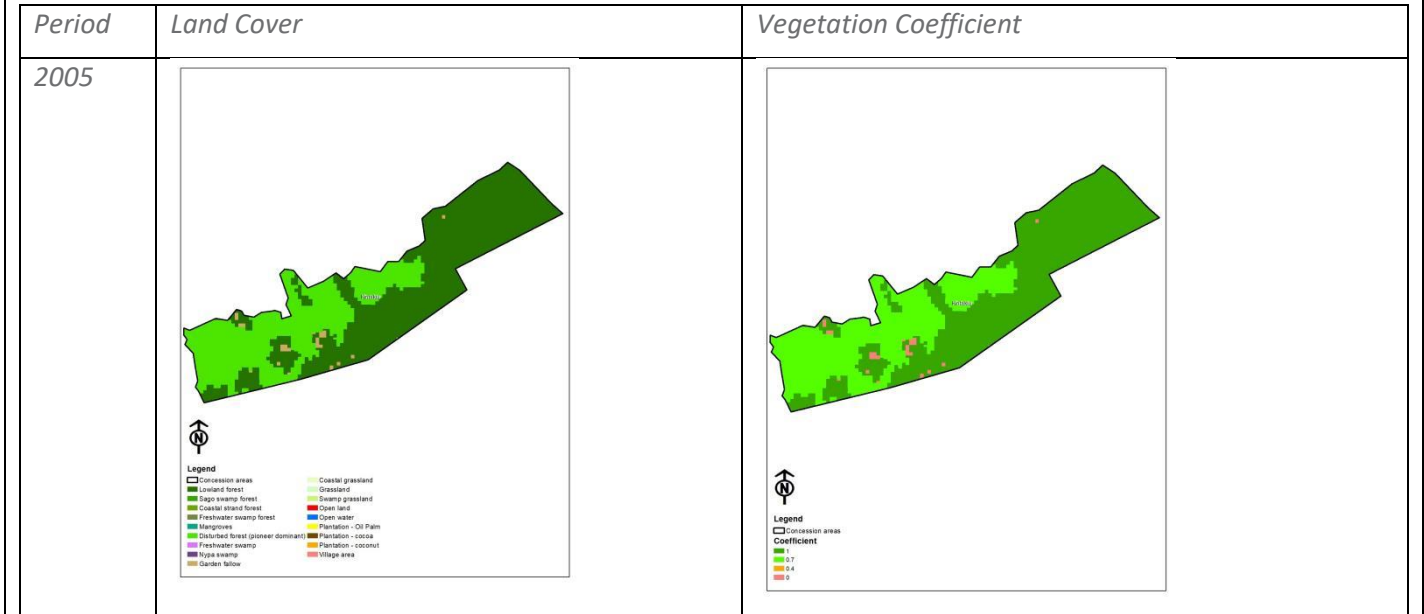 Period Land Cover Vegetation Coefficient
2005
N
Legend
Concession areas
Lowland forest
Sago swamp forest
Coastal strand forest
Freshwater swamp forest
Mangroves
Disturbed forest (pioneer dominant)
Freshwater swamp
Nypa swamp
Garden fallow
Coastal grassland
Grassland
Swamp grassland
Open land
Open water
Plantation - Oil Palm
Plantation - cocoa
Plantation - coconut
Village area
N
Legend
Concession areas
Coefficient
1
0.7
0.4
0